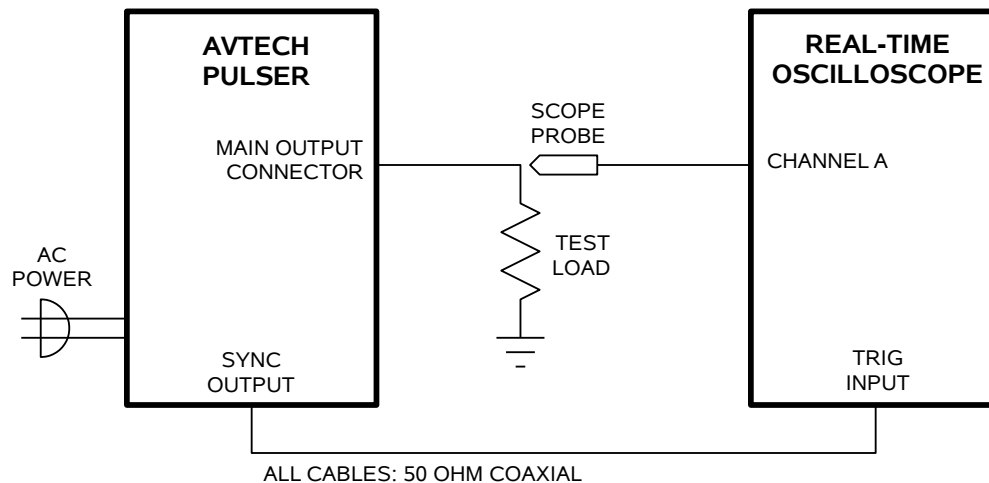 AVTECH
PULSER
REAL-TIME
OSCILLOSCOPE
SCOPE
PROBE
MAIN OUTPUT
CONNECTOR
CHANNEL A
TEST
LOAD
AC
POWER
SYNC
OUTPUT
TRIG
INPUT
ALL CABLES: 50 OHM COAXIAL